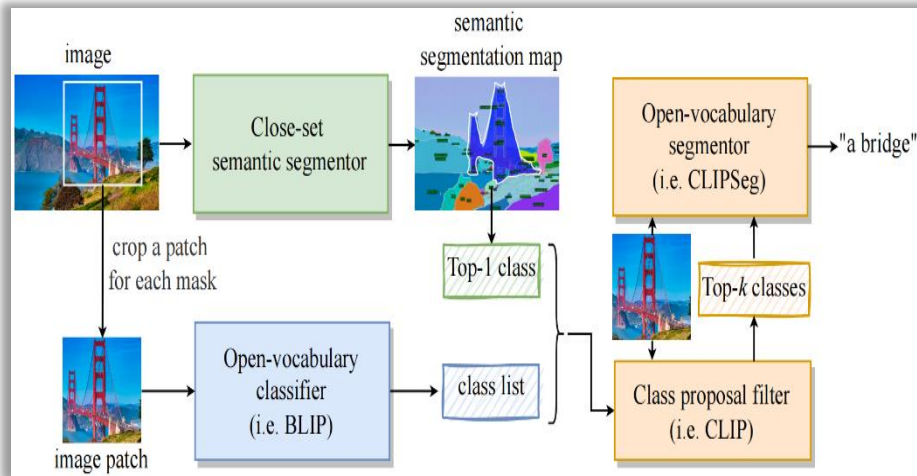 image
Close-set
semantic segmentor
semantic
segmentation map
Open-vocabulary
segmentor
(i.e. CLIPSeg)
"a bridge"
crop a patch
for each mask
Top-1 class
Top-k classes
image patch
Open-vocabulary
classifier
(i.e. BLIP)
class list
Class proposal filter
(i.e. CLIP)